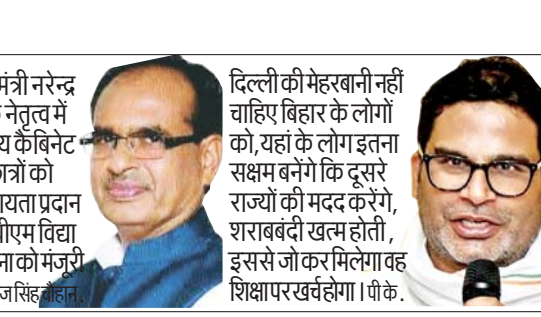 मंत्री नरेन्द्र
नेतृत्व में
कैबिनेट
को
प्रदान
पीएम विद्या
को मंजूरी
सिंह चौहान.
दिल्ली की मेहरबानी नहीं
चाहिए बिहार के लोगों
को, यहां के लोग इतना
सक्षम बनेंगे कि दूसरे
राज्यों की मदद करेंगे,
शराबबंदी खत्म होती,
इससे जो कर मिलेगा वह
शिक्षा पर खर्च होगा। पीके.